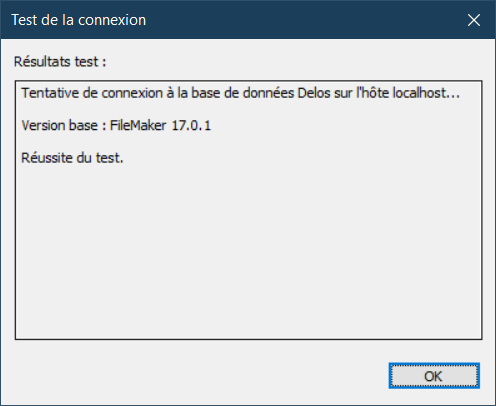 Test de la connexion
Résultats test :
Tentative de connexion à la base de données Delos sur l'hôte localhost...
Version base : FileMaker 17.0.1
Réussite du test.
OK